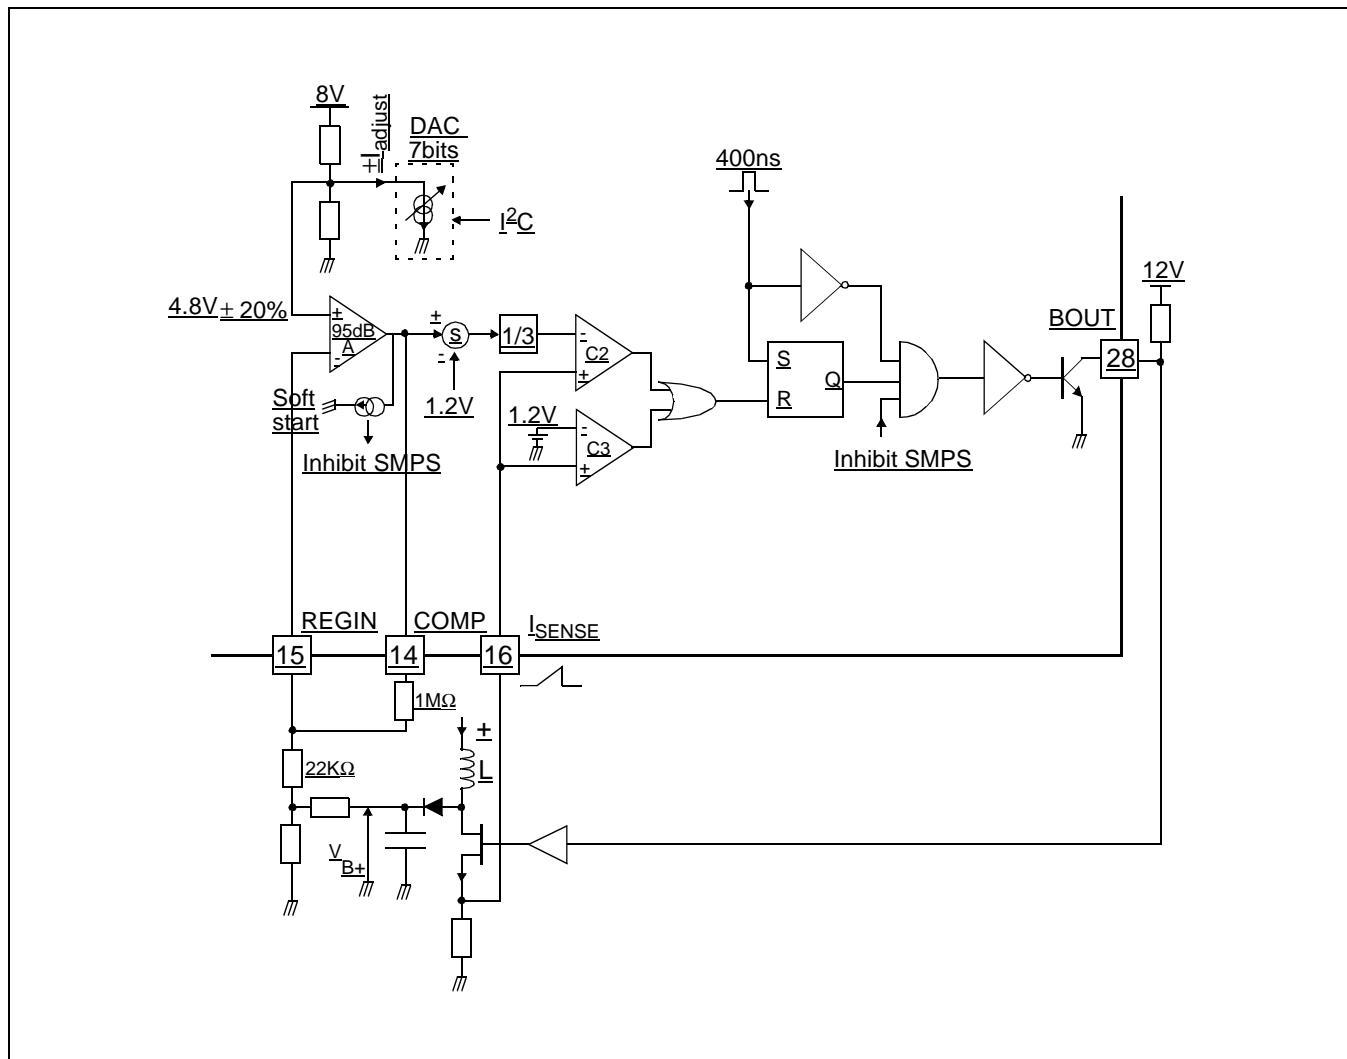 8V
±I adjust
DAC
7bits
I²C
400ns
12V
4.8V ± 20%
+
95dB
A
-
+
S
-
1/3
1.2V
-
C2
+
Soft
start
Inhibit SMPS
1.2V
-
C3
+
S
R
Q
Inhibit SMPS
BOUT
28
REGIN
COMP
ISENSE
15
14
16
1MΩ
+
L
22KΩ
VB+